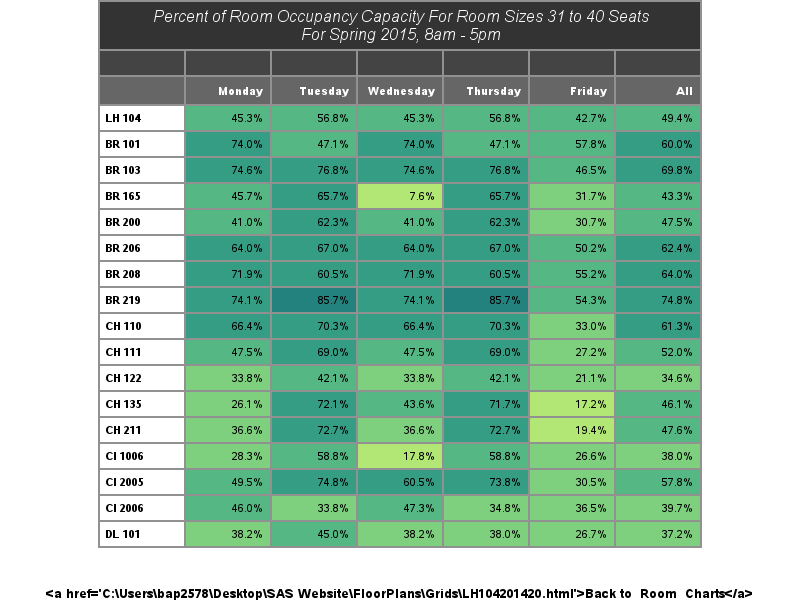 Percent of Room Occupancy Capacity For Room Sizes 31 to 40 Seats
For Spring 2015, 8am - 5pm
Monday Tuesday Wednesday Thursday Friday All
LH 104 45.3% 56.8% 45.3% 56.8% 42.7% 49.4%
BR 101 74.0% 47.1% 74.0% 47.1% 57.8% 60.0%
BR 103 74.6% 76.8% 74.6% 76.8% 46.5% 69.8%
BR 165 45.7% 65.7% 7.6% 65.7% 31.7% 43.3%
BR 200 41.0% 62.3% 41.0% 62.3% 30.7% 47.5%
BR 206 64.0% 67.0% 64.0% 67.0% 50.2% 62.4%
BR 208 71.9% 60.5% 71.9% 60.5% 55.2% 64.0%
BR 219 74.1% 85.7% 74.1% 85.7% 54.3% 74.8%
CH 110 66.4% 70.3% 66.4% 70.3% 33.0% 61.3%
CH 111 47.5% 69.0% 47.5% 69.0% 27.2% 52.0%
CH 122 33.8% 42.1% 33.8% 42.1% 21.1% 34.6%
CH 135 26.1% 72.1% 43.6% 71.7% 17.2% 46.1%
CH 211 36.6% 72.7% 36.6% 72.7% 19.4% 47.6%
CI 1006 28.3% 58.8% 17.8% 58.8% 26.6% 38.0%
CI 2005 49.5% 74.8% 60.5% 73.8% 30.5% 57.8%
CI 2006 46.0% 33.8% 47.3% 34.8% 36.5% 39.7%
DL 101 38.2% 45.0% 38.2% 38.0% 26.7% 37.2%
<a href='C:\Users\bap2578\Desktop\SAS Website\FloorPlans\Grids\LH104201420.html'>Back to Room Charts</a>